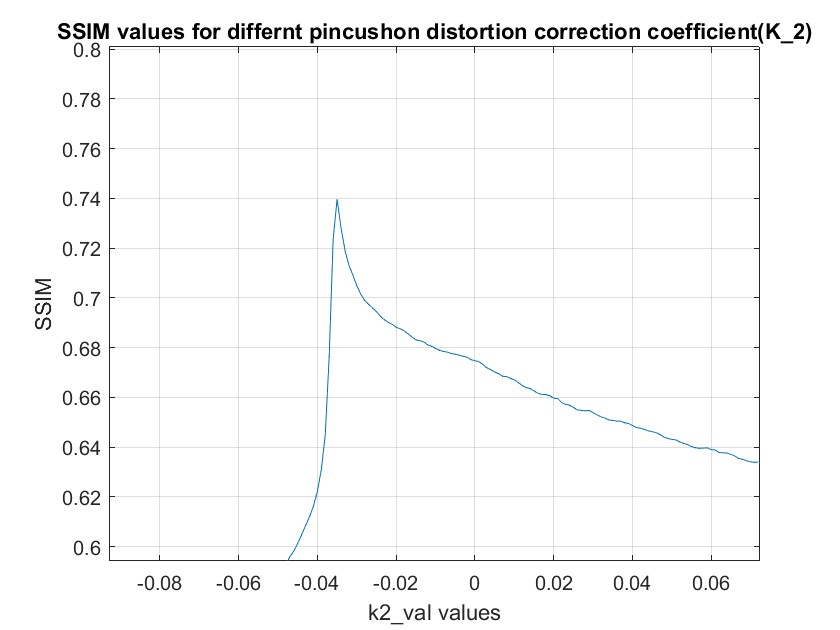 SSIM values for differnt pincushon distortion correction coefficient(K_2)
0.8
0.78
0.76
0.74
0.72
0.7
0.68
0.66
0.64
0.62
0.6
SSIM
-0.08 -0.06 -0.04 -0.02 0 0.02 0.04 0.06
k2_val values